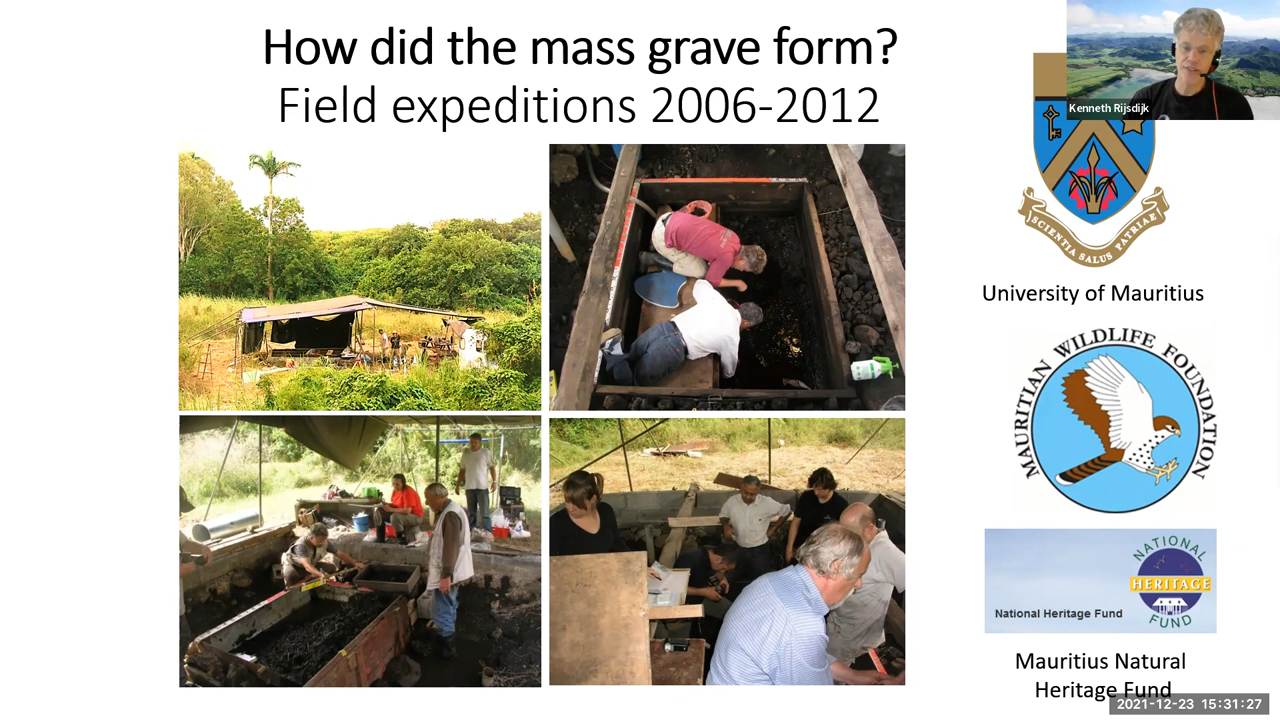 How did the mass grave form?
Field expeditions 2006-2012
Kenneth Rijsdijk
SCIENTIA SALUS PATRIAE
University of Mauritius
MAURITIAN WILDLIFE FOUNDATION
NATIONAL
HERITAGE
FUND
National Heritage Fund
Mauritius Natural
Heritage Fund
2021-12-23 15:31:27